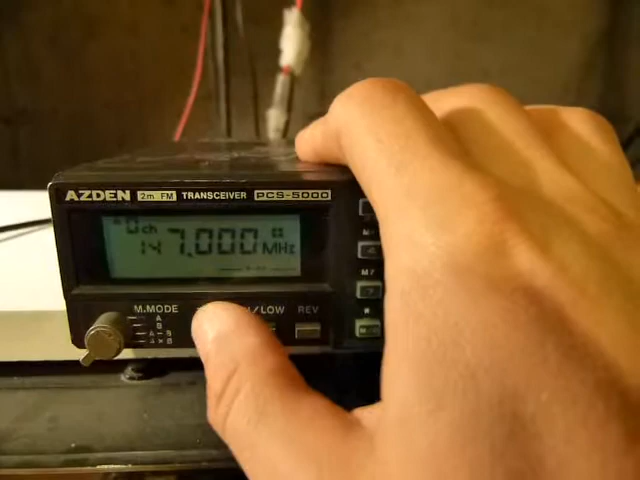 AZDEN 2m FM TRANSCEIVER PCS-5000
0ch
147.000 MHz
M.MODE /LOW REV
A
B
A-B